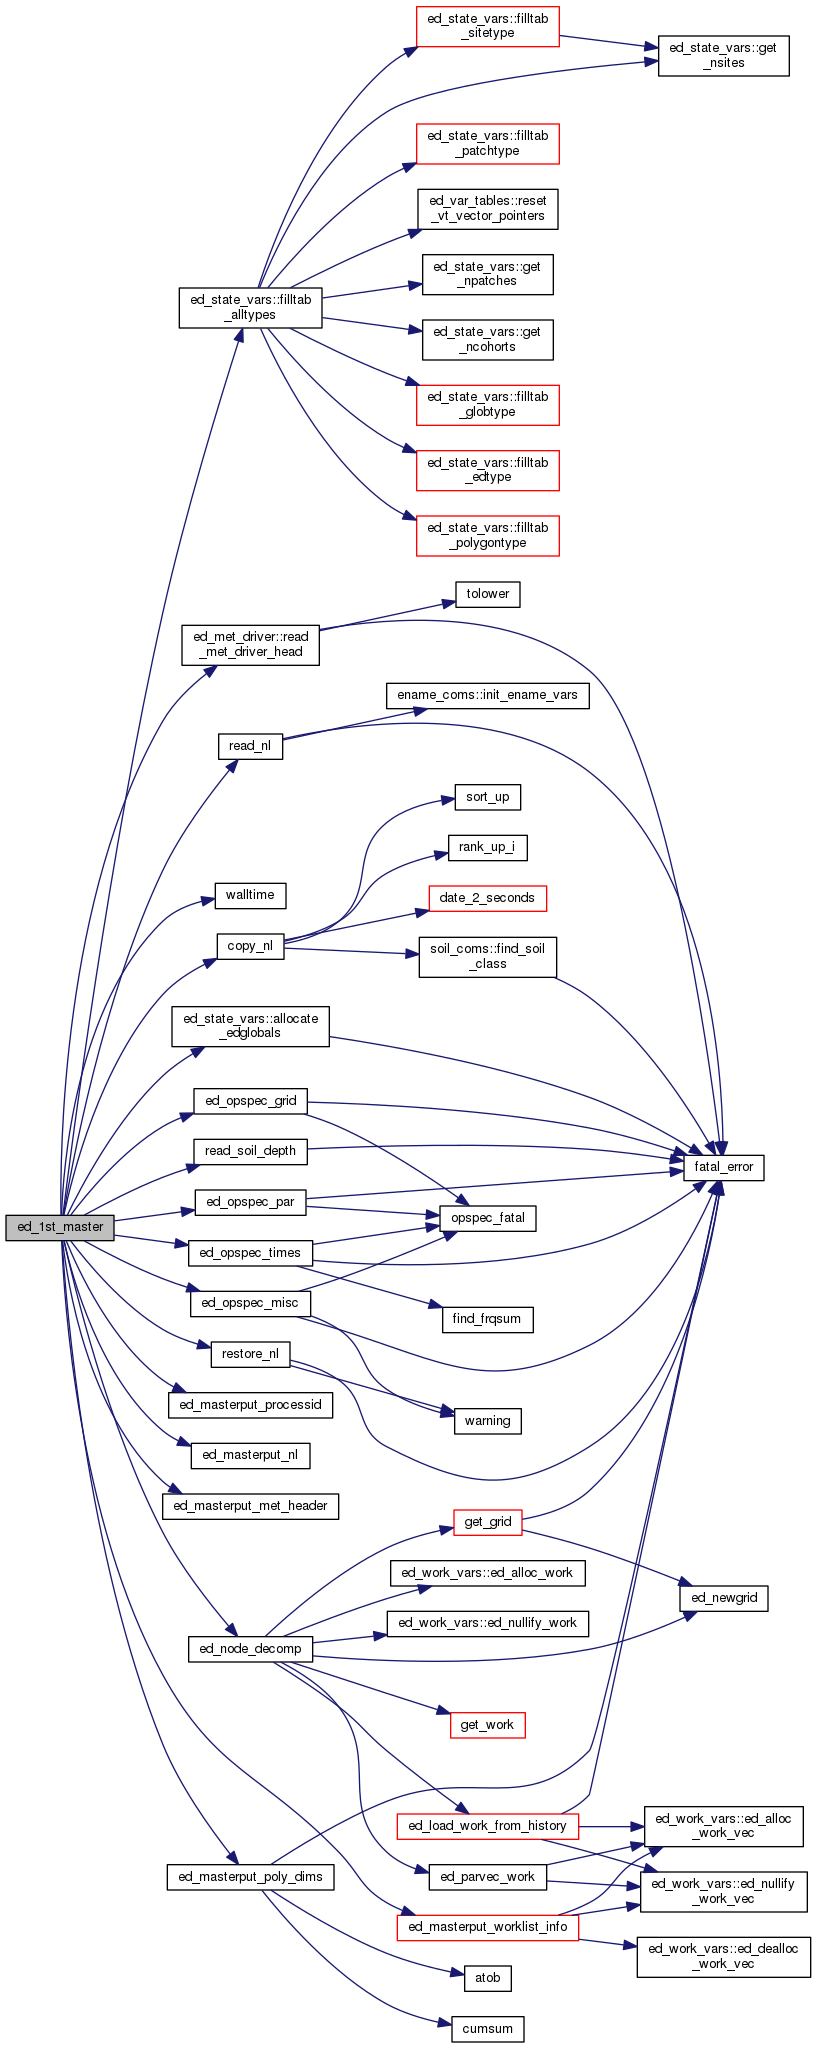 ed_state_vars::filltab
_sitetype
ed_state_vars::get
_nsites
ed_state_vars::filltab
_patchtype
ed_var_tables::reset
_vt_vector_pointers
ed_state_vars::get
_npatches
ed_state_vars::filltab
_alltypes
ed_state_vars::get
_ncohorts
ed_state_vars::filltab
_globtype
ed_state_vars::filltab
_edtype
ed_state_vars::filltab
_polygontype
tolower
ed_met_driver::read
_met_driver_head
ename_coms::init_ename_vars
read_nl
sort_up
rank_up_i
walltime
date_2_seconds
copy_nl
soil_coms::find_soil
_class
ed_state_vars::allocate
_edglobals
ed_opspec_grid
read_soil_depth
fatal_error
ed_opspec_par
opspec_fatal
ed_1st_master
ed_opspec_times
ed_opspec_misc
find_frqsum
restore_nl
ed_masterput_processid
warning
ed_masterput_nl
ed_masterput_met_header
get_grid
ed_work_vars::ed_alloc_work
ed_newgrid
ed_work_vars::ed_nullify_work
ed_node_decomp
get_work
ed_load_work_from_history
ed_work_vars::ed_alloc
_work_vec
ed_masterput_poly_dims
ed_parvec_work
ed_work_vars::ed_nullify
_work_vec
ed_masterput_worklist_info
ed_work_vars::ed_dealloc
_work_vec
atob
cumsum